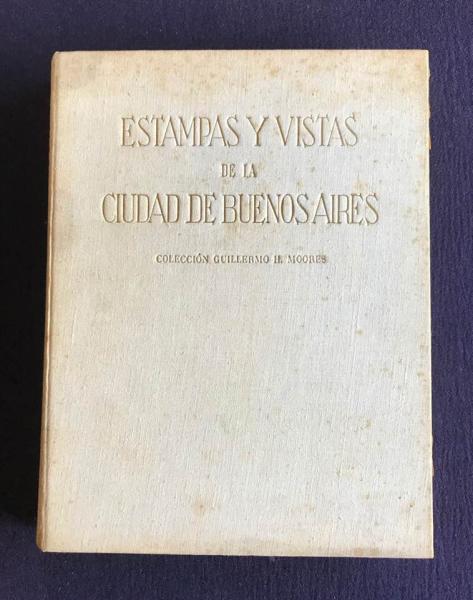 ESTAMPAS Y VISTAS
DE LA
CIUDAD DE BUENOS AIRES
COLECCIÓN GUILLERMO H. MOORES